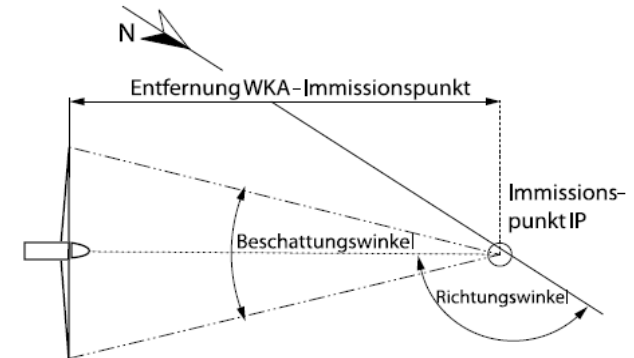 N
Entfernung WKA-Immissionspunkt
Immissions-
punkt IP
Beschattungswinkel
Richtungswinkel